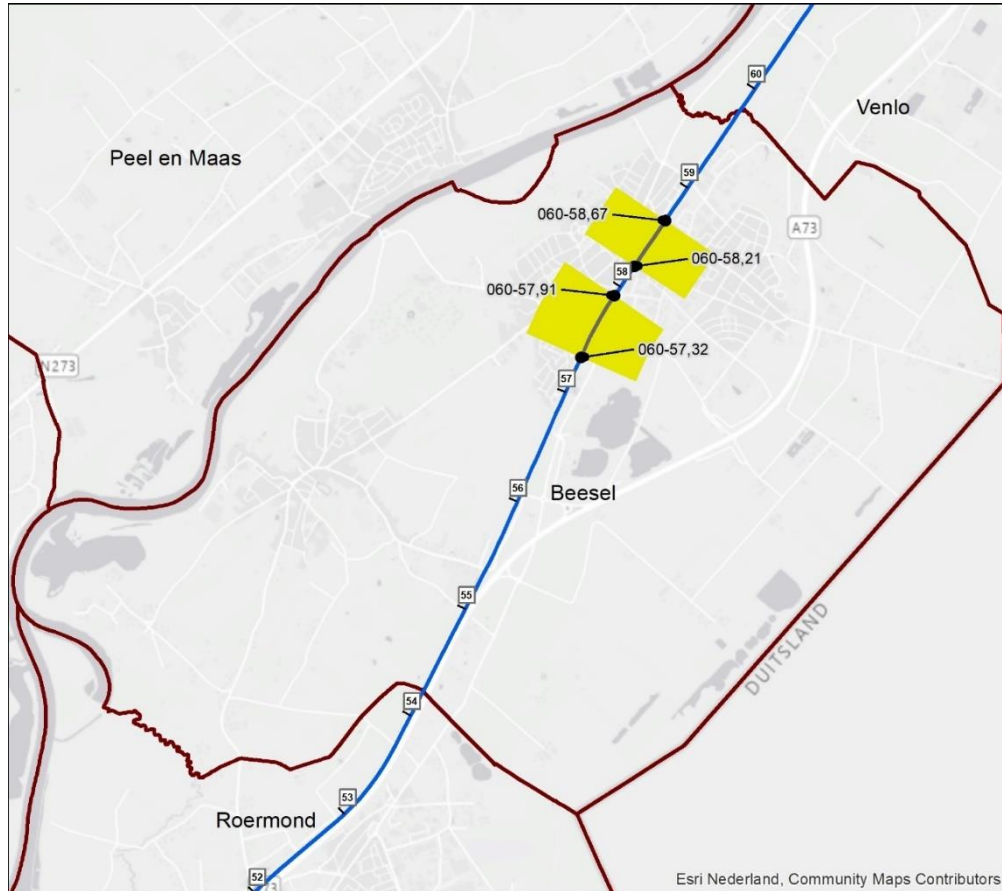 60
Venlo
Peel en Maas
59
060-58,67
A73
060-58,21
58
060-57,91
060-57,32
N273
57
56
Beesel
55
DUITSLAND
54
53
Roermond
52
Esri Nederland, Community Maps Contributors